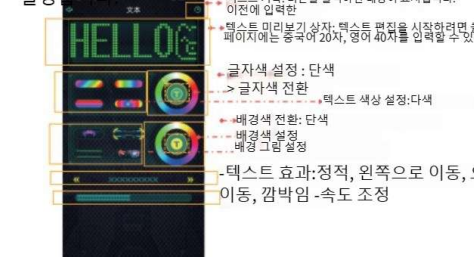 文本
이전에 입력한
HELLO
텍스트 미리보기 상자: 텍스트 편집을 시작하려면
페이지에는 중국어 20자, 영어 40자를 입력할 수 있
글자색 설정 : 단색
> 글자색 전환
텍스트 색상 설정:다색
배경색 전환: 단색
배경색 설정
배경 그림 설정
-텍스트 효과:정적, 왼쪽으로 이동,
이동, 깜박임 -속도 조정